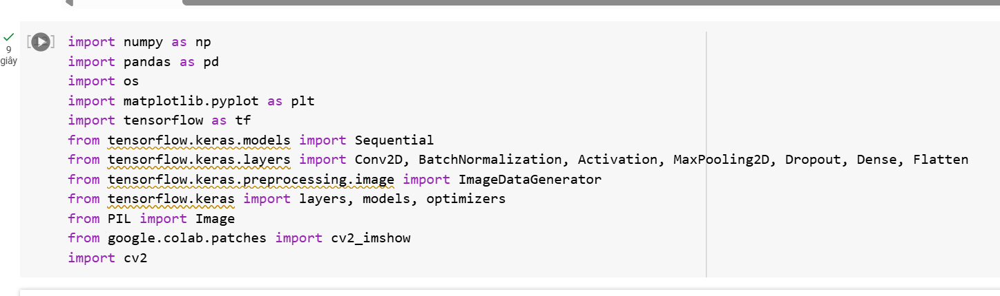 import numpy as np
import pandas as pd
import os
import matplotlib.pyplot as plt
import tensorflow as tf
from tensorflow.keras.models import Sequential
from tensorflow.keras.layers import Conv2D, BatchNormalization, Activation, MaxPooling2D, Dropout, Dense, Flatten
from tensorflow.keras.preprocessing.image import ImageDataGenerator
from tensorflow.keras import layers, models, optimizers
from PIL import Image
from google.colab.patches import cv2_imshow
import cv2
9
giây